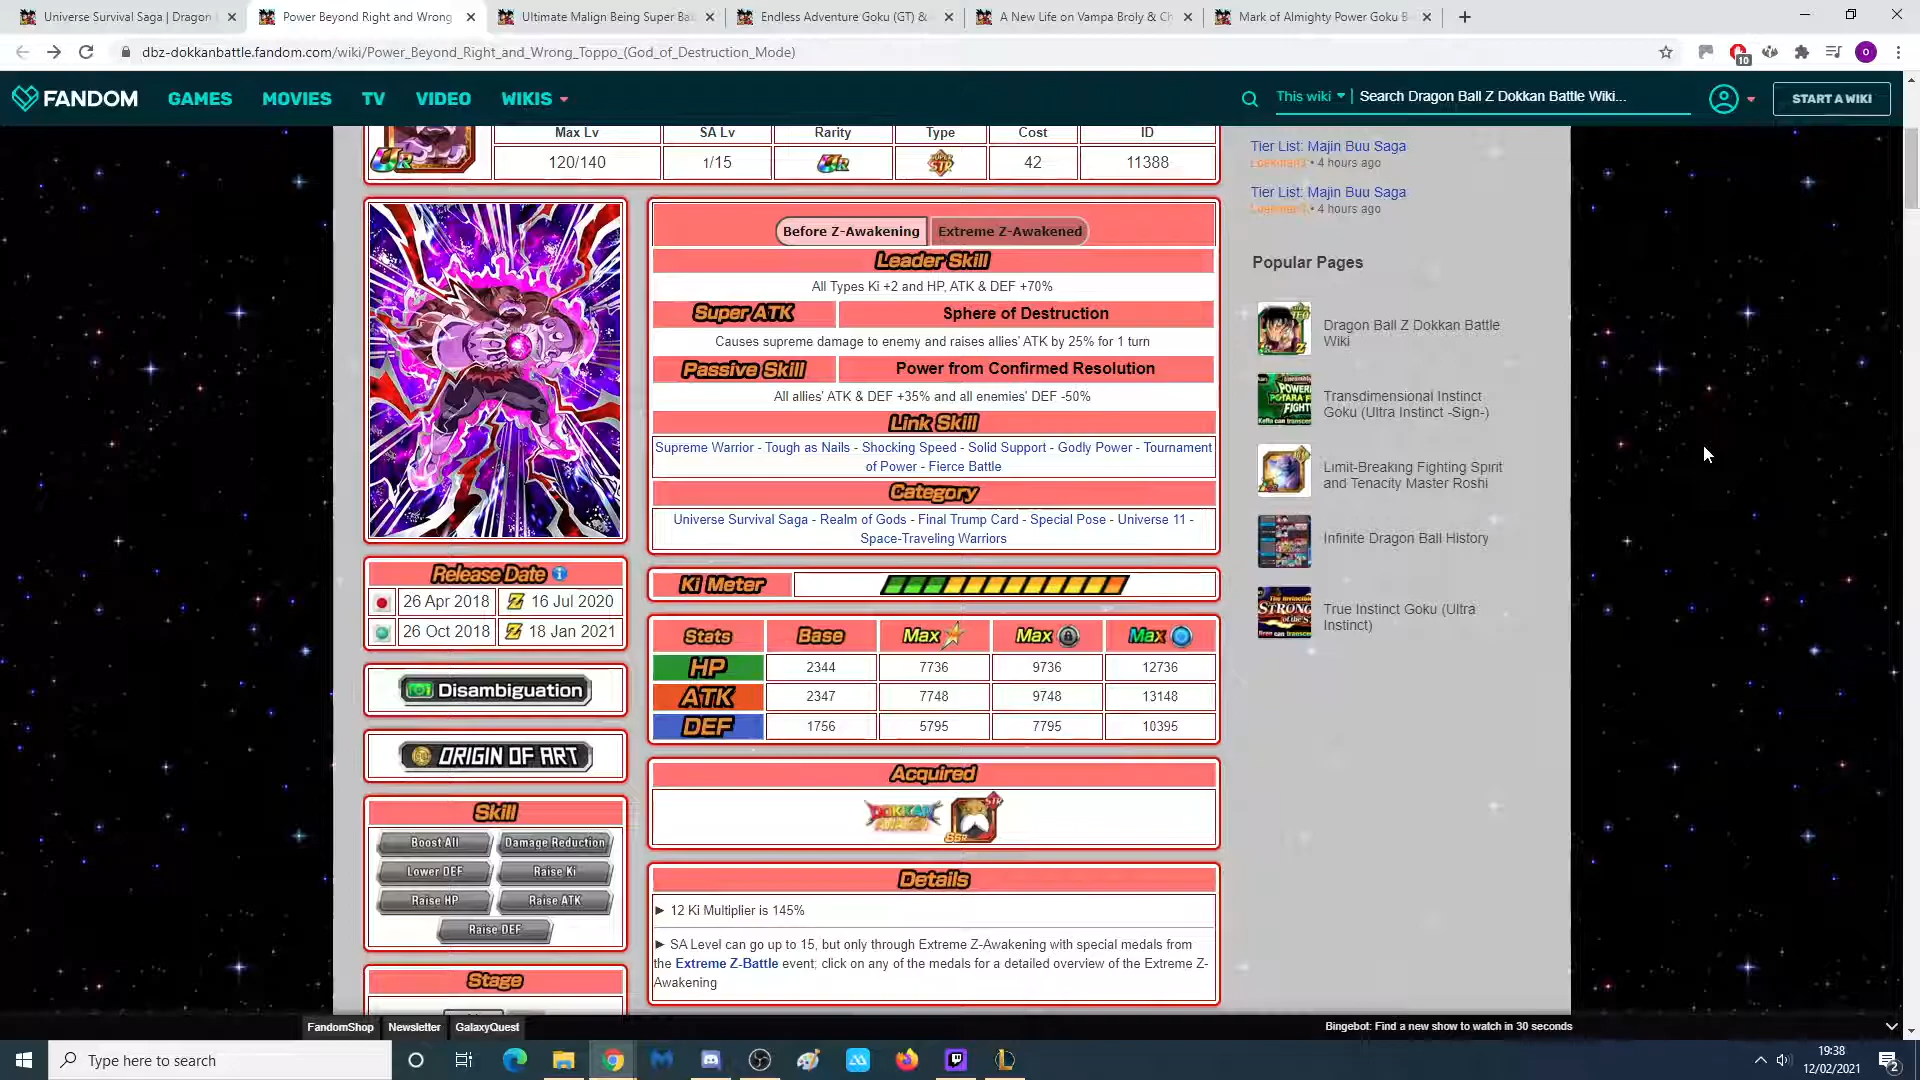 Universe Survival Saga | Dragon
Power Beyond Right and Wrong
Ultimate Malign Being Super Ba
Endless Adventure Goku (GT) &
A New Life on Vampa Broly & Ch
Mark of Almighty Power Goku B
dbz-dokkanbattle.fandom.com/wiki/Power_Beyond_Right_and_Wrong_Toppo_(God_of_Destruction_Mode)
10
O
FANDOM GAMES MOVIES TV VIDEO WIKIS
This wiki Search Dragon Ball Z Dokkan Battle Wiki...
START A WIKI
Max Lv SA Lv Rarity Type Cost ID
UR 120/140 1/15 UR SUPER STR 42 11388
Before Z-Awakening Extreme Z-Awakened
Leader Skill
All Types Ki +2 and HP, ATK & DEF +70%
Super ATK Sphere of Destruction
Causes supreme damage to enemy and raises allies' ATK by 25% for 1 turn
Passive Skill Power from Confirmed Resolution
All allies' ATK & DEF +35% and all enemies' DEF -50%
Link Skill
Supreme Warrior - Tough as Nails - Shocking Speed - Solid Support - Godly Power - Tournament
of Power - Fierce Battle
Category
Universe Survival Saga - Realm of Gods - Final Trump Card - Special Pose - Universe 11 -
Space-Traveling Warriors
Ki Meter
Stats Base Max Max Max
HP 2344 7736 9736 12736
ATK 2347 7748 9748 13148
DEF 1756 5795 7795 10395
Acquired
DOKKAN AWAKEN SSR STR
Details
► 12 Ki Multiplier is 145%
► SA Level can go up to 15, but only through Extreme Z-Awakening with special medals from
the Extreme Z-Battle event; click on any of the medals for a detailed overview of the Extreme Z-
Awakening
Release Date
26 Apr 2018 Z 16 Jul 2020
26 Oct 2018 Z 18 Jan 2021
Disambiguation
ORIGIN OF ART
Skill
Boost All Damage Reduction
Lower DEF Raise Ki
Raise HP Raise ATK
Raise DEF
Stage
Tier List: Majin Buu Saga
• 4 hours ago
Tier List: Majin Buu Saga
• 4 hours ago
Popular Pages
Dragon Ball Z Dokkan Battle
Wiki
Transdimensional Instinct
Goku (Ultra Instinct -Sign-)
Limit-Breaking Fighting Spirit
and Tenacity Master Roshi
Infinite Dragon Ball History
True Instinct Goku (Ultra
Instinct)
FandomShop Newsletter GalaxyQuest
Bingebot: Find a new show to watch in 30 seconds
Type here to search
19:38
12/02/2021
2